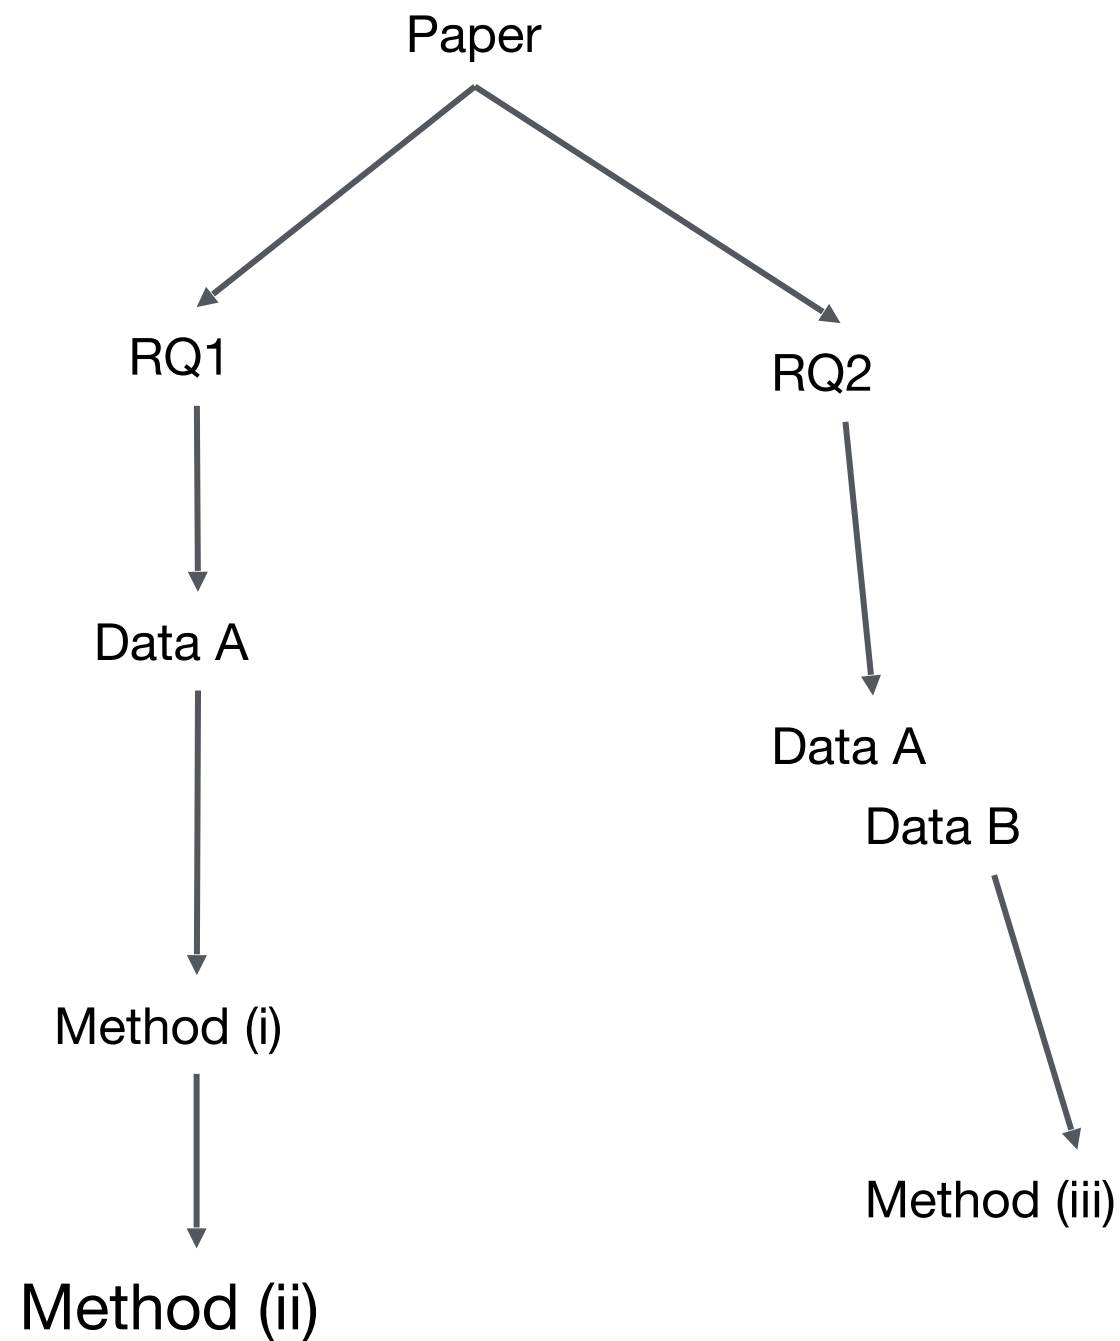 Paper
RQ1
RQ2
Data A
Data A
Data B
Method (i)
Method (iii)
Method (ii)